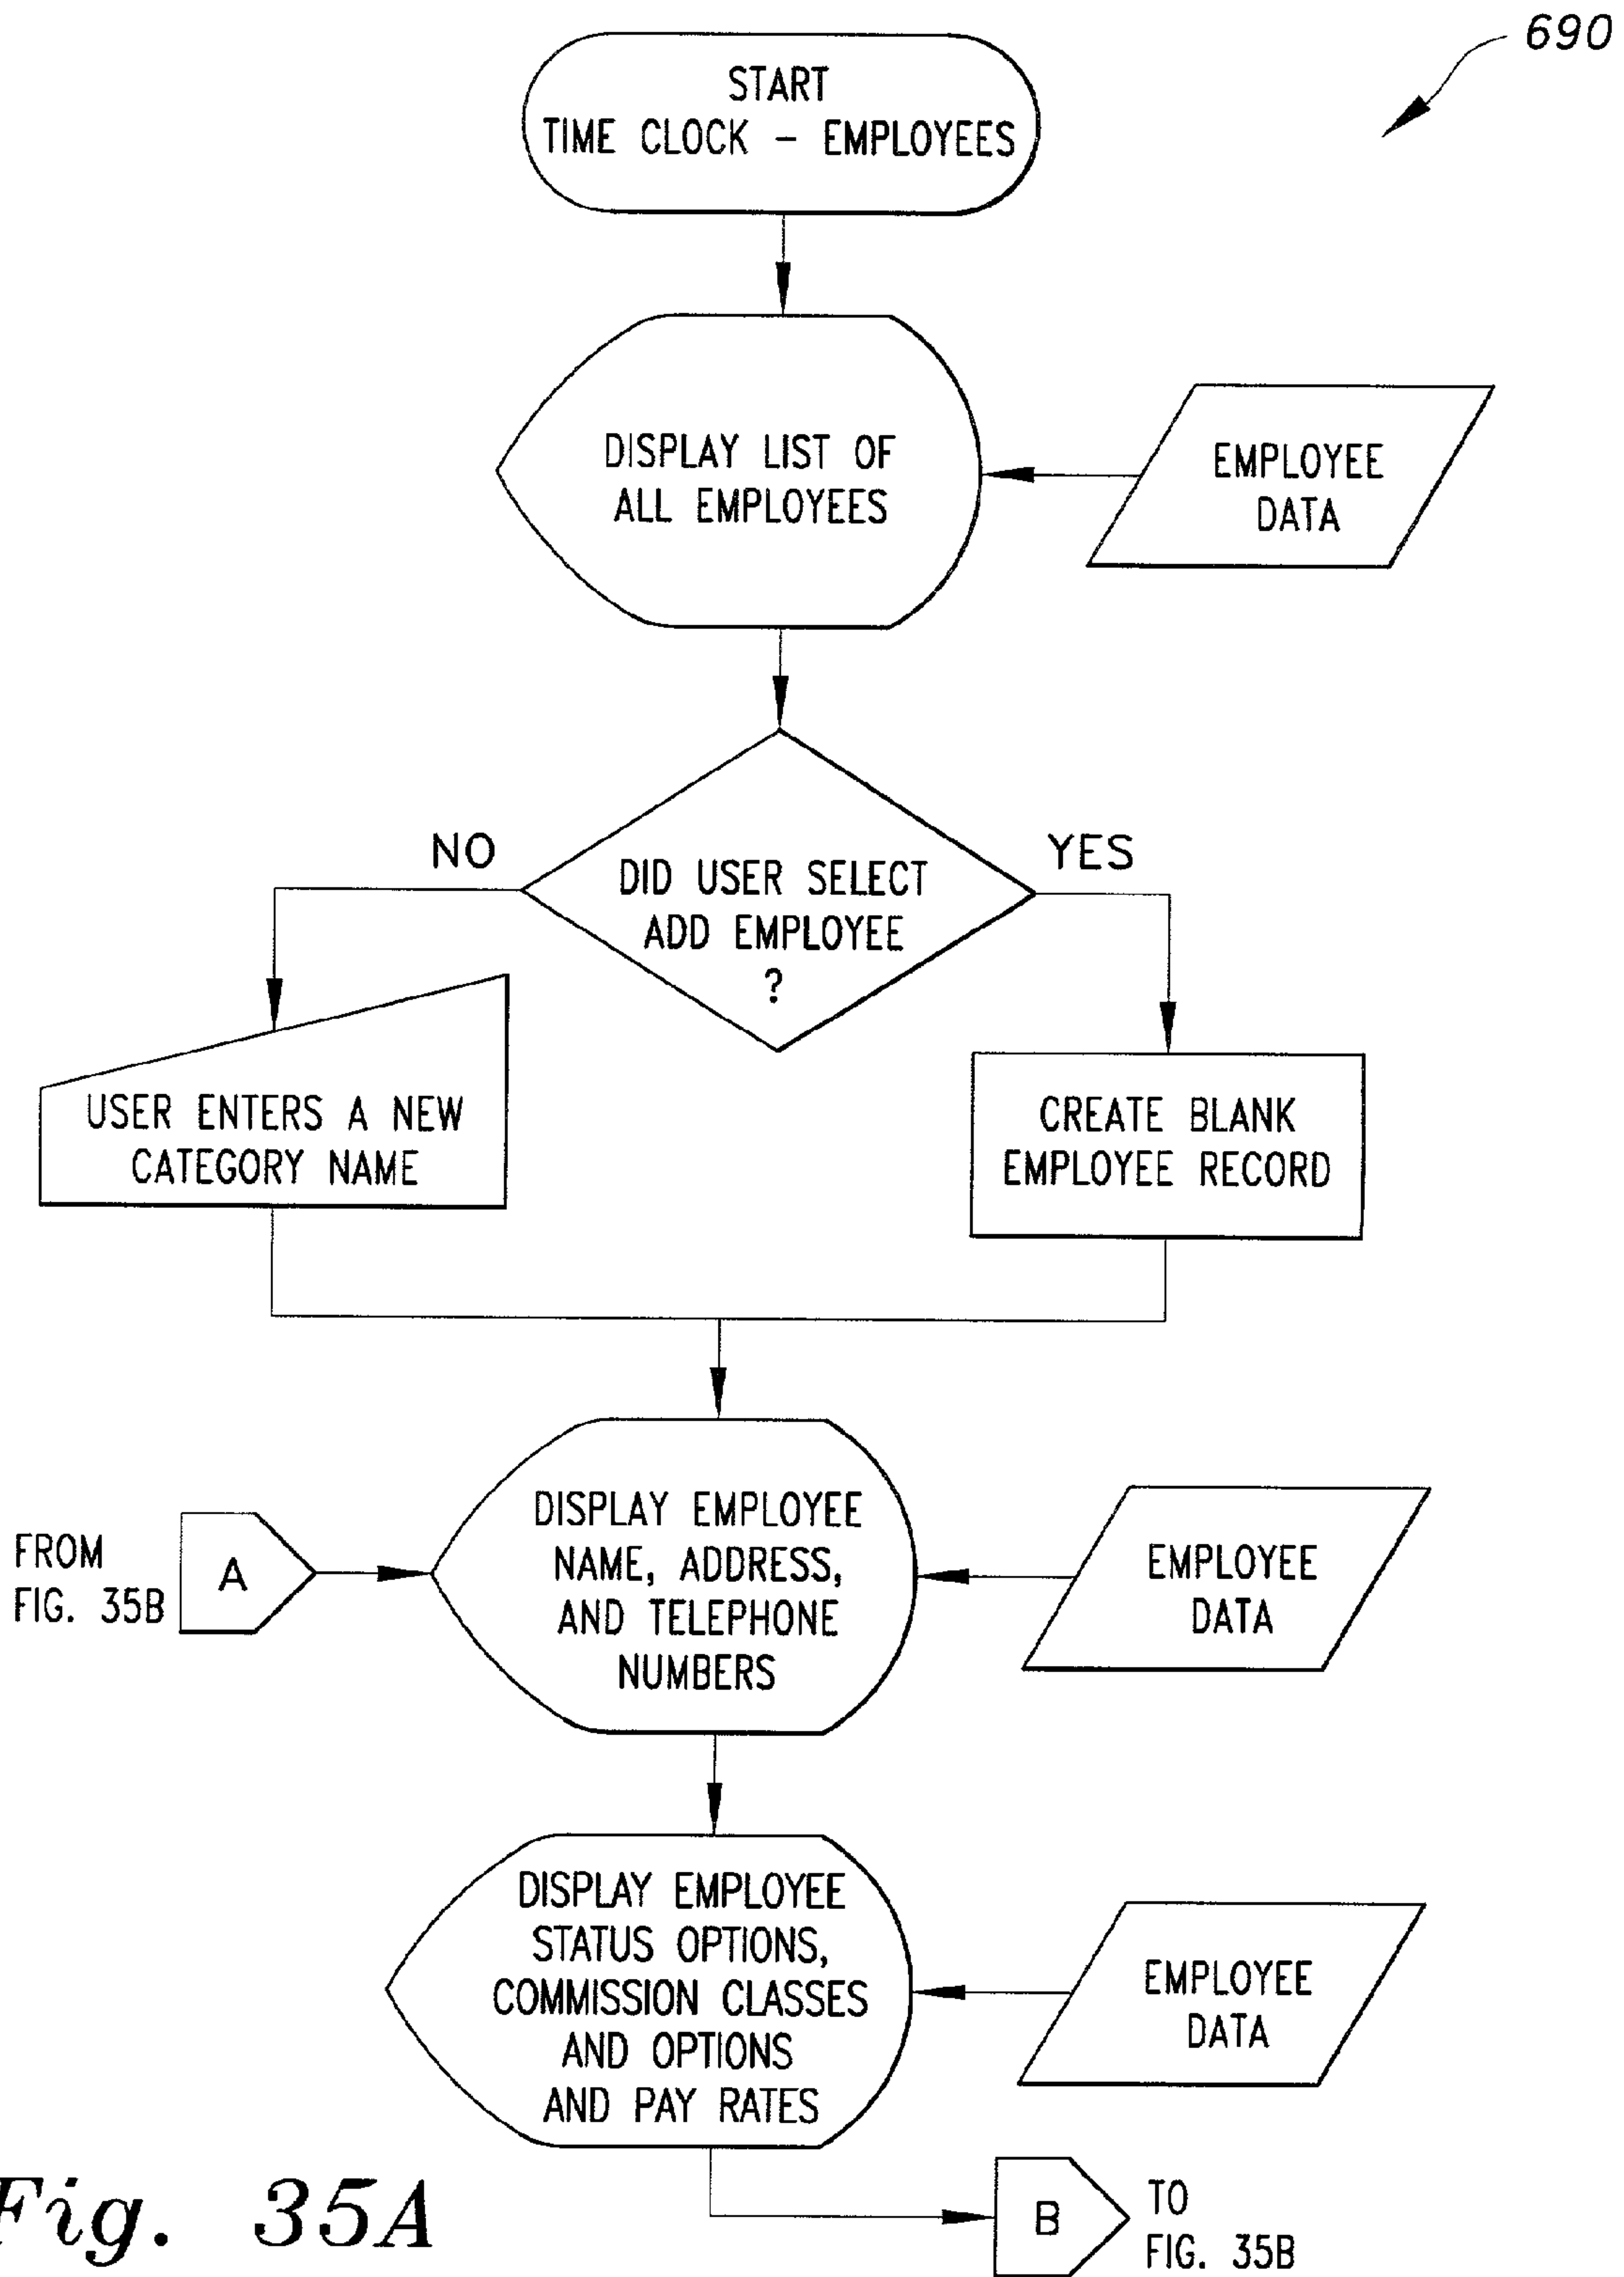 690
START
TIME CLOCK - EMPLOYEES
DISPLAY LIST OF
ALL EMPLOYEES
EMPLOYEE
DATA
NO
YES
DID USER SELECT
ADD EMPLOYEE
?
USER ENTERS A NEW
CATEGORY NAME
CREATE BLANK
EMPLOYEE RECORD
FROM
FIG. 35B
A
DISPLAY EMPLOYEE
NAME, ADDRESS,
AND TELEPHONE
NUMBERS
EMPLOYEE
DATA
DISPLAY EMPLOYEE
STATUS OPTIONS,
COMMISSION CLASSES
AND OPTIONS
AND PAY RATES
EMPLOYEE
DATA
B
TO
FIG. 35B
Fig. 35A